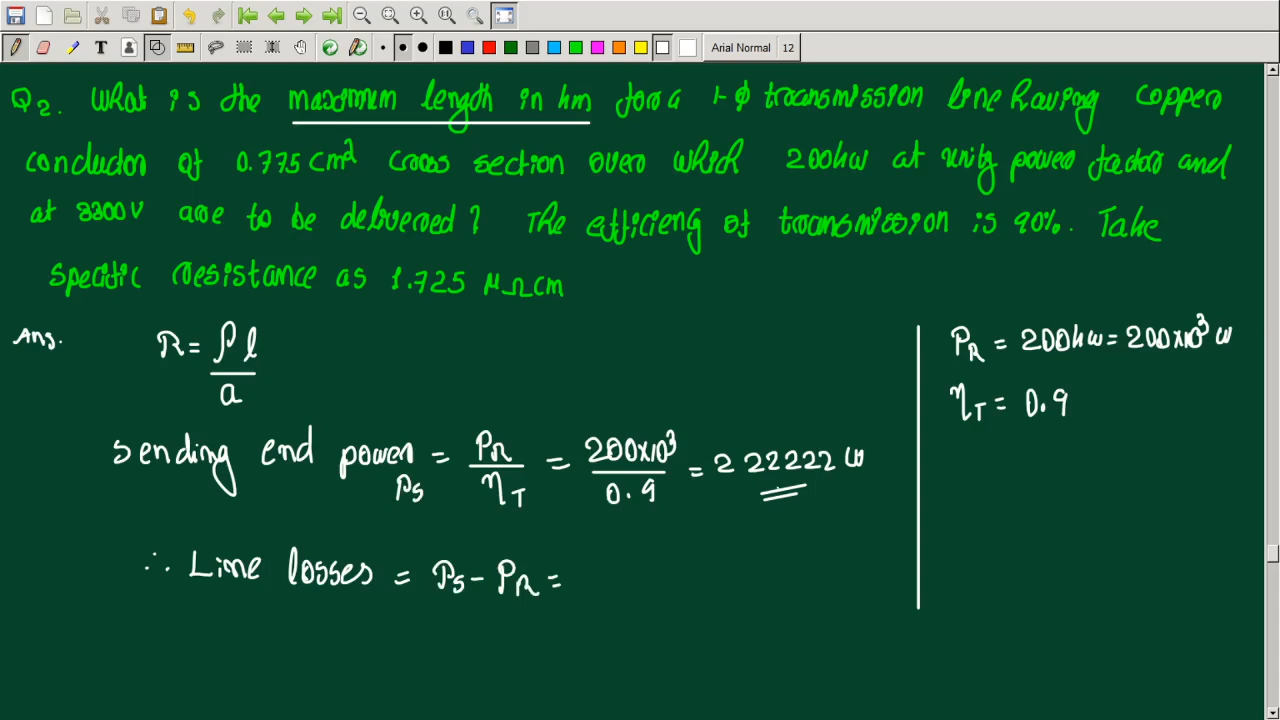 T
Arial Normal 12
Q2. What is the maximum length in km for a 1-φ transmission line having copper
conductor of 0.775 cm² cross section over which 200kw at unity power factor and
at 3300V are to be delivered? The efficieny of transmission is 90%. Take
specific resistance as 1.725 μΩcm
Ans. R = ρl/a
PR = 200kw = 200×10³ W
ηT = 0.9
Sending end power Ps = PR/ηT = 200×10³/0.9 = 222222 W
∴ Line losses = Ps - PR =